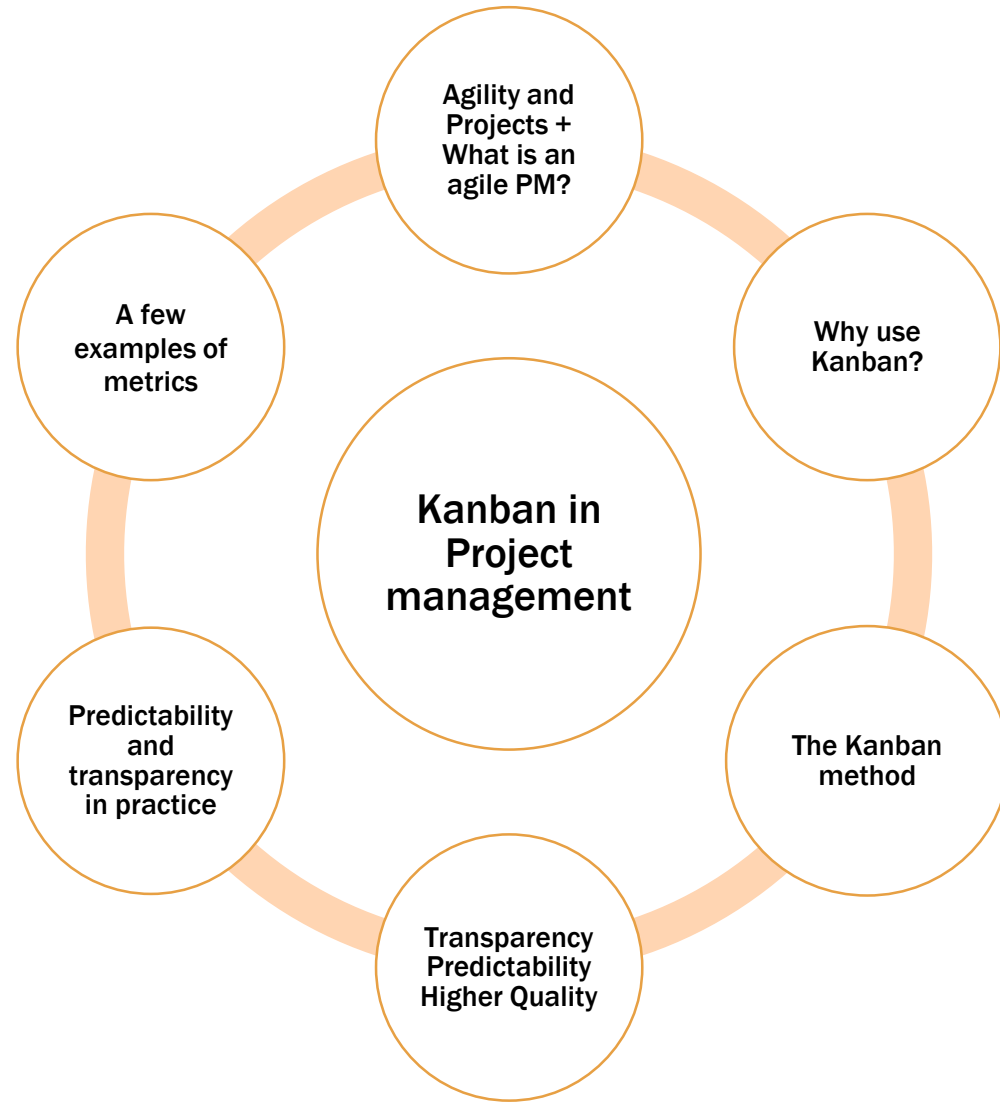 Agility and
Projects +
What is an
agile PM?
Why use
Kanban?
The Kanban
method
Transparency
Predictability
Higher Quality
Predictability
and
transparency
in practice
A few
examples of
metrics
Kanban in
Project
management